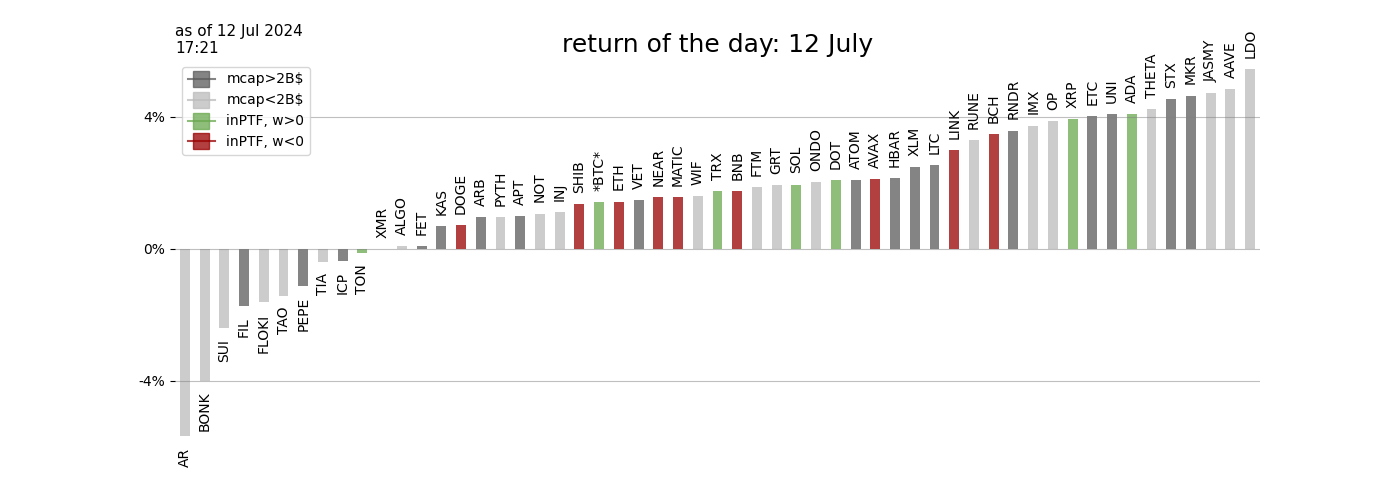 as of 12 Jul 2024
17:21
return of the day: 12 July
mcap>2B$
mcap<2B$
inPTF, w>0
inPTF, w<0
4%
0%
-4%
AR
BONK
SUI
FIL
FLOKI
TAO
PEPE
TIA
ICP
TON
XMR
ALGO
FET
KAS
DOGE
ARB
PYTH
APT
NOT
INJ
SHIB
*BTC*
ETH
VET
NEAR
MATIC
WIF
TRX
BNB
FTM
GRT
SOL
ONDO
DOT
ATOM
AVAX
HBAR
XLM
LTC
LINK
RUNE
BCH
RNDR
IMX
OP
XRP
ETC
UNI
ADA
THETA
STX
MKR
JASMY
AAVE
LDO